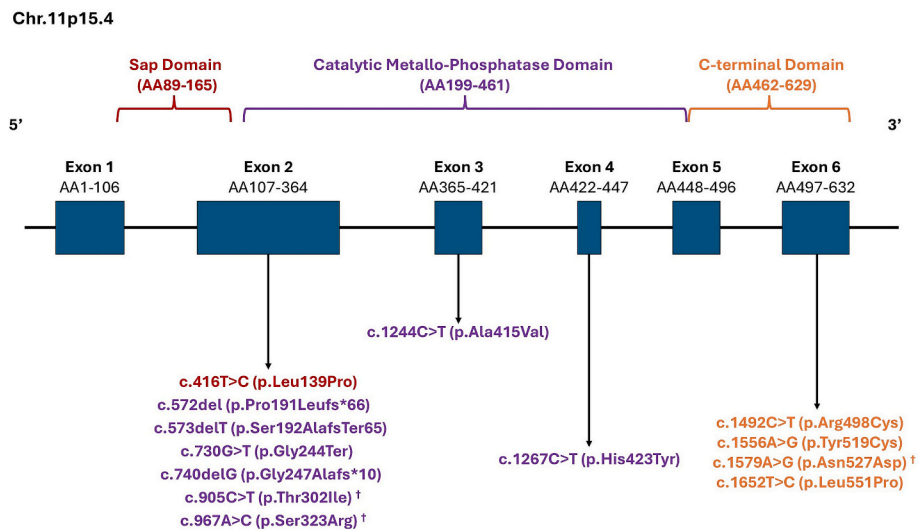 Chr.11p15.4
Sap Domain
(AA89-165)
Catalytic Metallo-Phosphatase Domain
(AA199-461)
C-terminal Domain
(AA462-629)
5’
3’
Exon 1
AA1-106
Exon 2
AA107-364
Exon 3
AA365-421
Exon 4
AA422-447
Exon 5
AA448-496
Exon 6
AA497-632
c.1244C>T (p.Ala415Val)
c.416T>C (p.Leu139Pro)
c.572del (p.Pro191Leufs*66)
c.573delT (p.Ser192AlafsTer65)
c.730G>T (p.Gly244Ter)
c.740delG (p.Gly247Alafs*10)
c.905C>T (p.Thr302Ile) †
c.967A>C (p.Ser323Arg) †
c.1267C>T (p.His423Tyr)
c.1492C>T (p.Arg498Cys)
c.1556A>G (p.Tyr519Cys)
c.1579A>G (p.Asn527Asp) †
c.1652T>C (p.Leu551Pro)